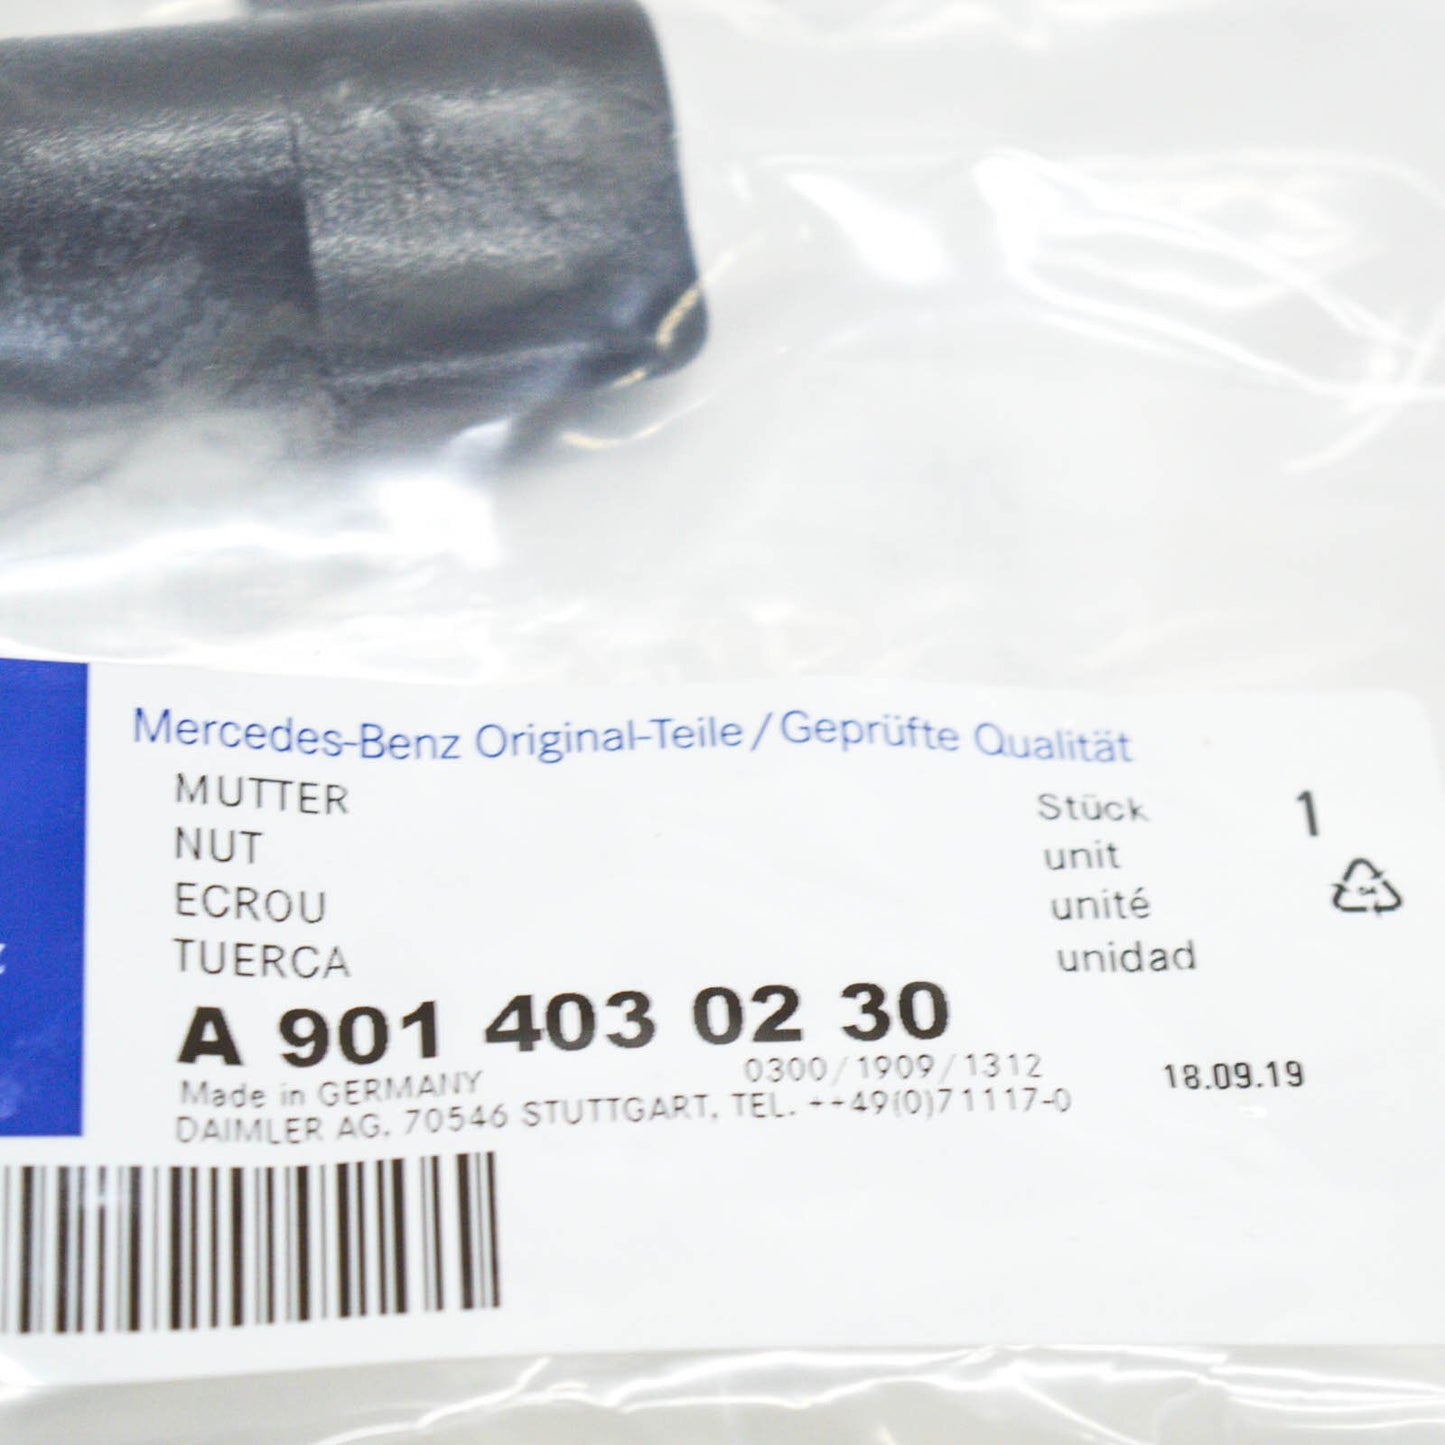 Mercedes-Benz Original-Teile/Geprüfte Qualität
MUTTER
NUT
ECROU
TUERCA
Stück 1
unit
unité
unidad
A 901 403 02 30
0300/1909/1312 18.09.19
Made in GERMANY
DAIMLER AG, 70546 STUTTGART, TEL. ++49(0)71117-0